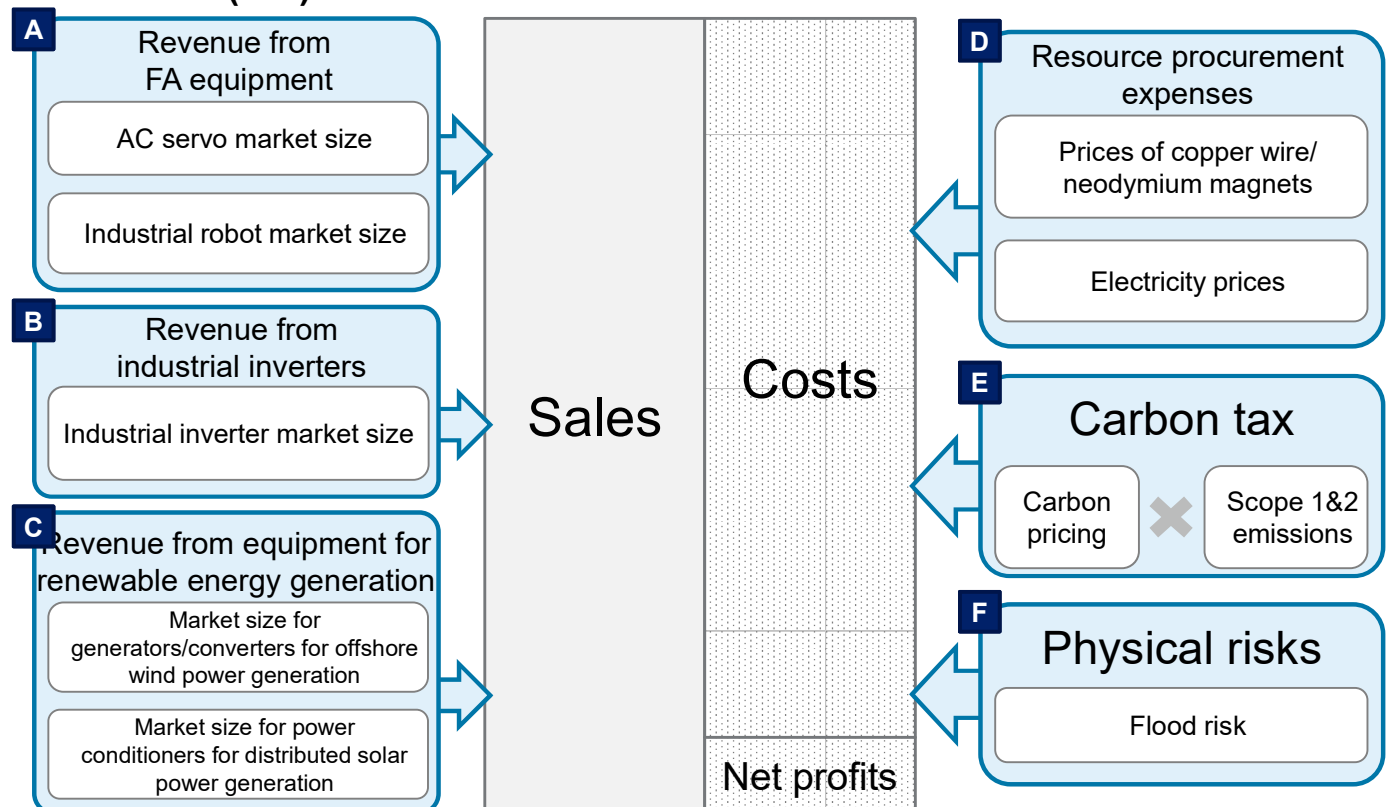 A
Revenue from
FA equipment
AC servo market size
Industrial robot market size
B
Revenue from
industrial inverters
Industrial inverter market size
C
Revenue from equipment for
renewable energy generation
Market size for
generators/converters for offshore
wind power generation
Market size for power
conditioners for distributed solar
power generation
Sales
Costs
Net profits
D
Resource procurement
expenses
Prices of copper wire/
neodymium magnets
Electricity prices
E
Carbon tax
Carbon
pricing
Scope 1&2
emissions
F
Physical risks
Flood risk